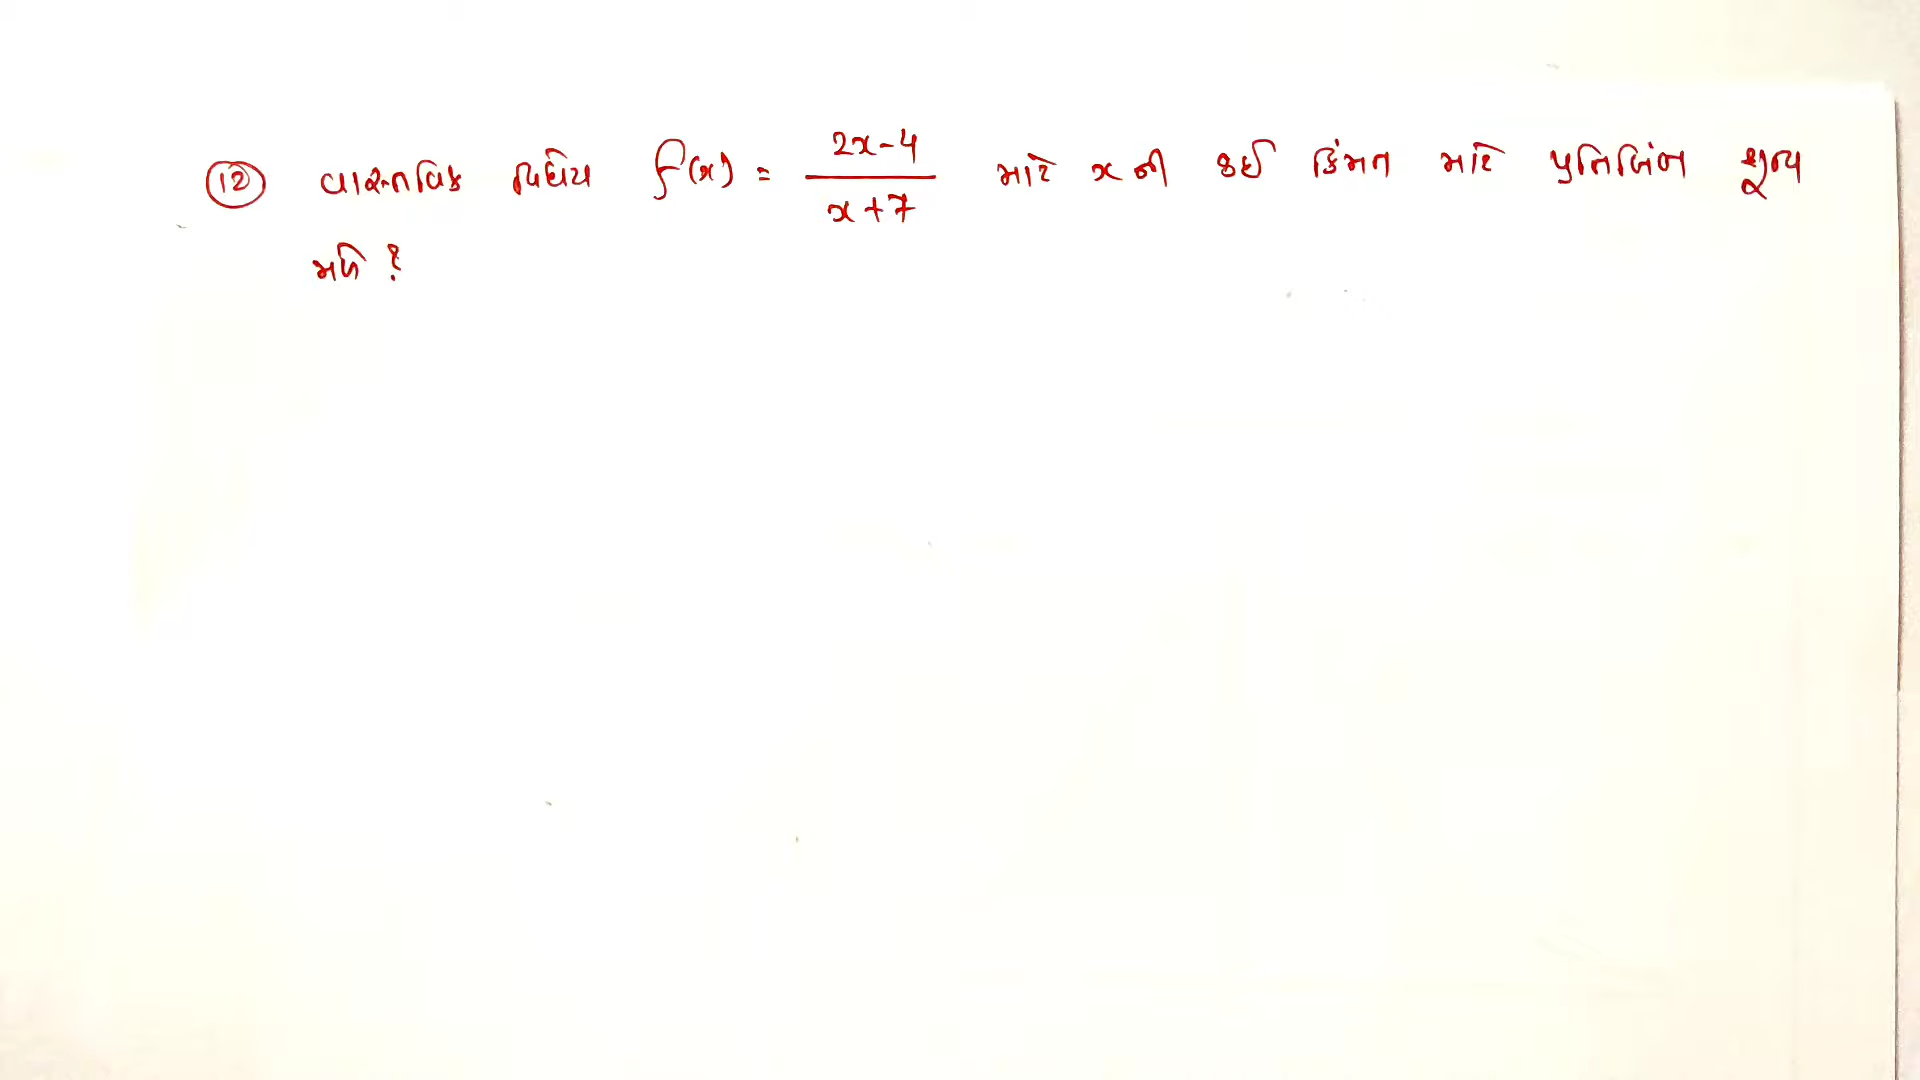 (12) વાસ્તવિક વિધેય f(x) = (2x-4)/(x+7) માટે x ની કઈ કિંમત માટે પ્રતિબિંબ શૂન્ય
મળે ?